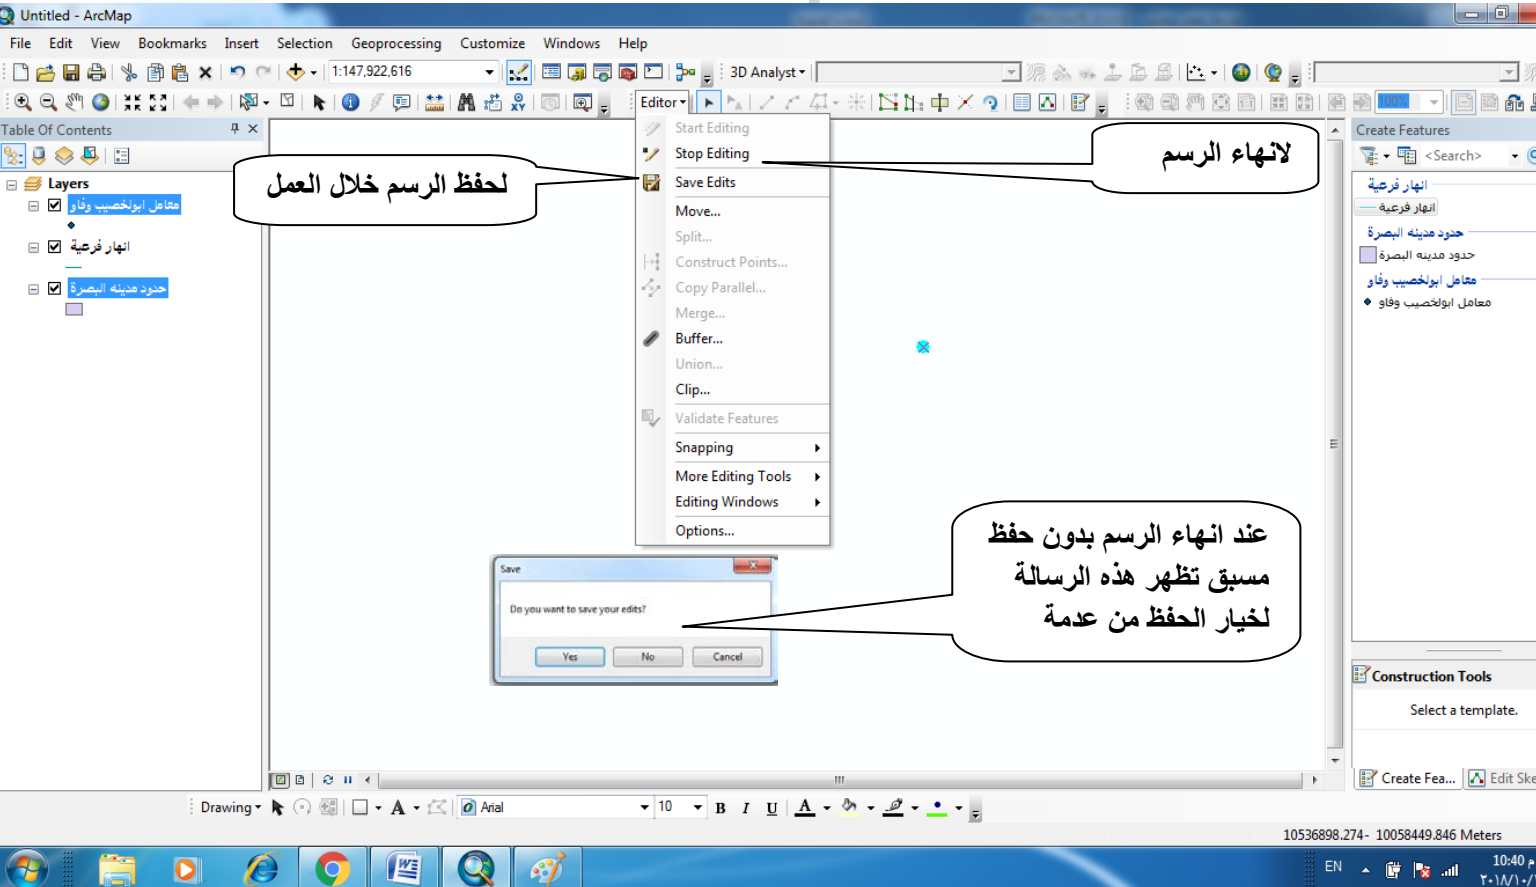 Untitled - ArcMap
File Edit View Bookmarks Insert Selection Geoprocessing Customize Windows Help
1:147,922,616
3D Analyst
Editor
100%
Table Of Contents
Layers
معامل ابولخصيب وفاو
انهار فرعية
حدود مدينه البصرة
Start Editing
Stop Editing
Save Edits
Move...
Split...
Construct Points...
Copy Parallel...
Merge...
Buffer...
Union...
Clip...
Validate Features
Snapping
More Editing Tools
Editing Windows
Options...
لحفظ الرسم خلال العمل
لانهاء الرسم
عند انهاء الرسم بدون حفظ
مسبق تظهر هذه الرسالة
لخيار الحفظ من عدمة
Save
Do you want to save your edits?
Yes No Cancel
Create Features
<Search>
انهار فرعية
انهار فرعية
حدود مدينه البصرة
حدود مدينه البصرة
معامل ابولخصيب وفاو
معامل ابولخصيب وفاو
Construction Tools
Select a template.
Create Fea... Edit Ske
Drawing A Arial 10 B I U A
10536898.274- 10058449.846 Meters
EN
10:40 م